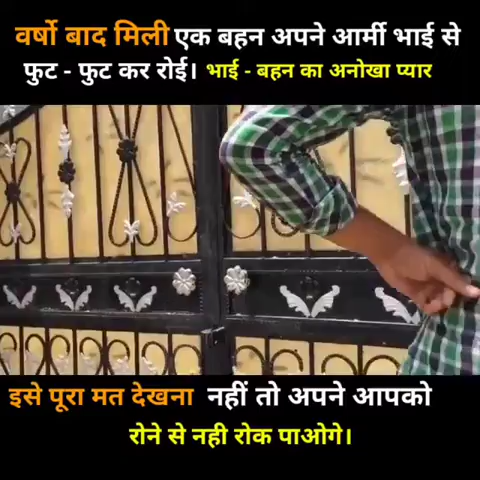 वर्षो बाद मिली एक बहन अपने आर्मी भाई से
फुट - फुट कर रोई। भाई - बहन का अनोखा प्यार
इसे पूरा मत देखना नहीं तो अपने आपको
रोने से नही रोक पाओगे।